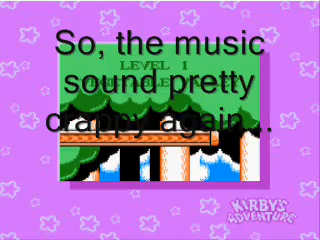 So, the music
LEVEL 1
sound pretty
crappy again...
KIRBY'S
ADVENTURE